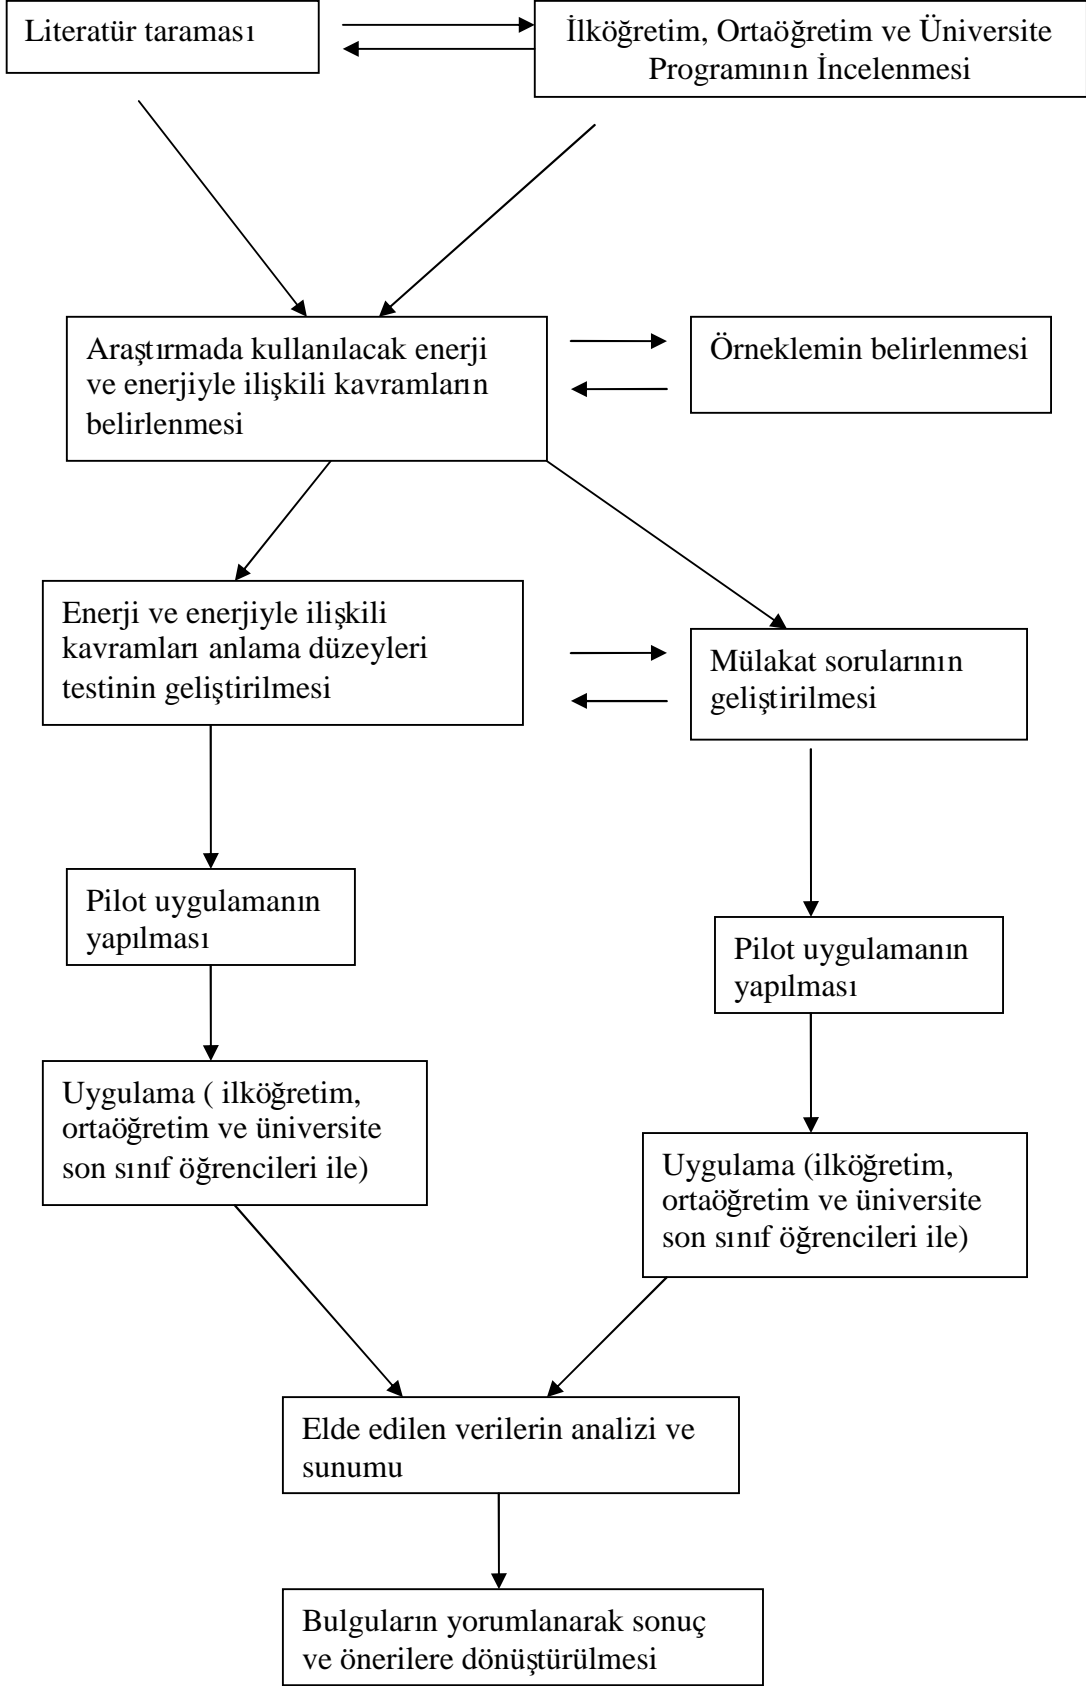 Literatür taraması
İlköğretim, Ortaöğretim ve Üniversite
Programının İncelenmesi
Araştırmada kullanılacak enerji
ve enerjiyle ilişkili kavramların
belirlenmesi
Örneklemin belirlenmesi
Enerji ve enerjiyle ilişkili
kavramları anlama düzeyleri
testinin geliştirilmesi
Mülakat sorularının
geliştirilmesi
Pilot uygulamanın
yapılması
Pilot uygulamanın
yapılması
Uygulama ( ilköğretim,
ortaöğretim ve üniversite
son sınıf öğrencileri ile)
Uygulama (ilköğretim,
ortaöğretim ve üniversite
son sınıf öğrencileri ile)
Elde edilen verilerin analizi ve
sunumu
Bulguların yorumlanarak sonuç
ve önerilere dönüştürülmesi